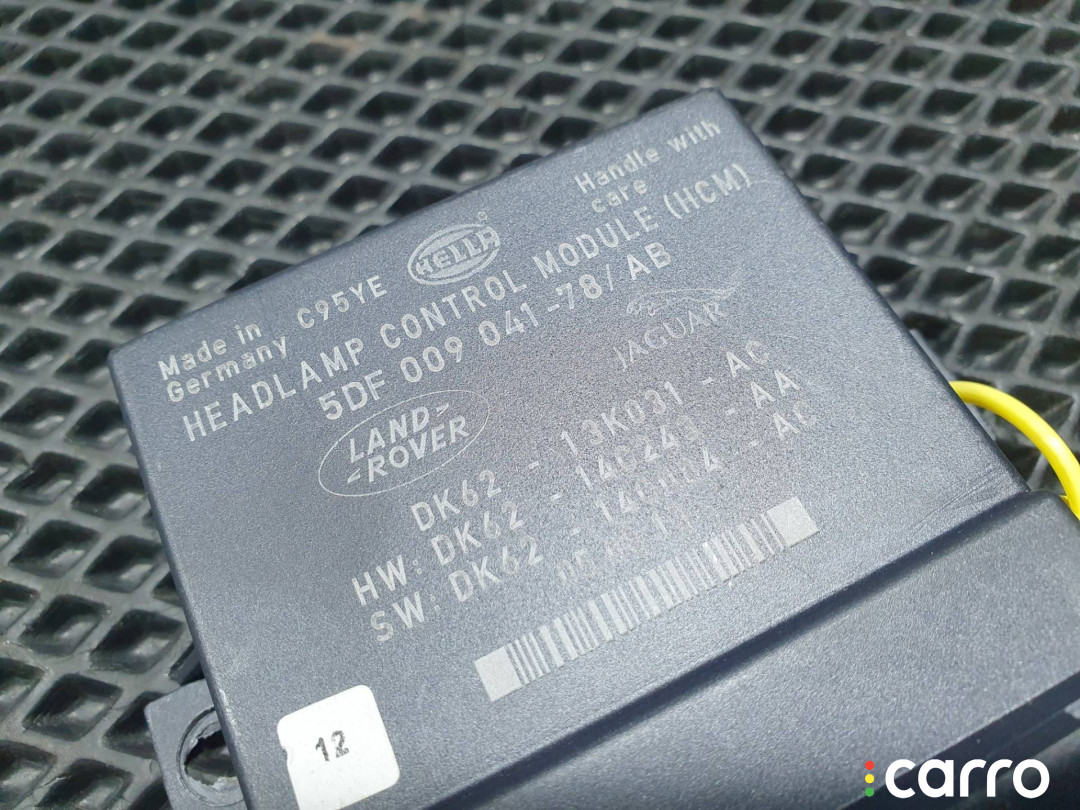 Made in
Germany C95YE HELLA ®
Handle with
care
HEADLAMP CONTROL MODULE (HCM)
5DF 009 041-78/AB
LAND-
-ROVER
JAGUAR
DK62 - 13K031 - AC
HW: DK62 - 14C243 - AA
SW: DK62 - - AC
12
carro